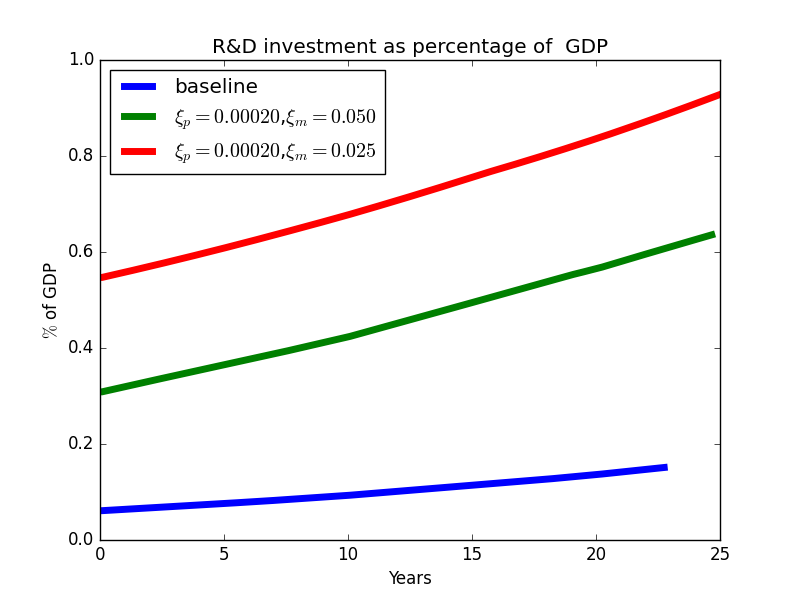 R&D investment as percentage of  GDP
baseline
ξp = 0.00020,ξm = 0.050
ξp = 0.00020,ξm = 0.025
1.0
0.8
0.6
0.4
0.2
0.0
% of GDP
0 5 10 15 20 25
Years